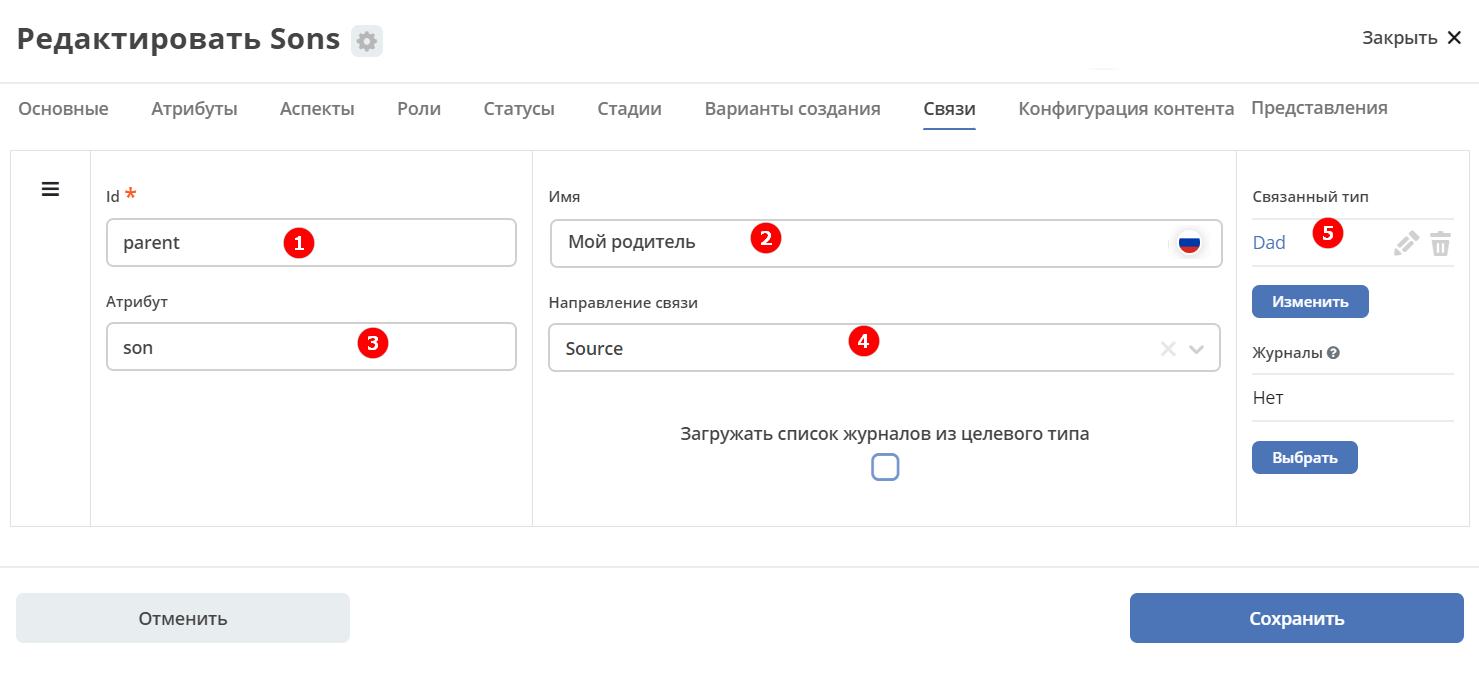 Редактировать Sons
Закрыть
Основные Атрибуты Аспекты Роли Статусы Стадии Варианты создания Связи Конфигурация контента Представления
Id *
parent
1
Атрибут
son
3
Имя
Мой родитель
2
Направление связи
Source
4
Загружать список журналов из целевого типа
Связанный тип
Dad
5
Изменить
Журналы ?
Нет
Выбрать
Отменить
Сохранить